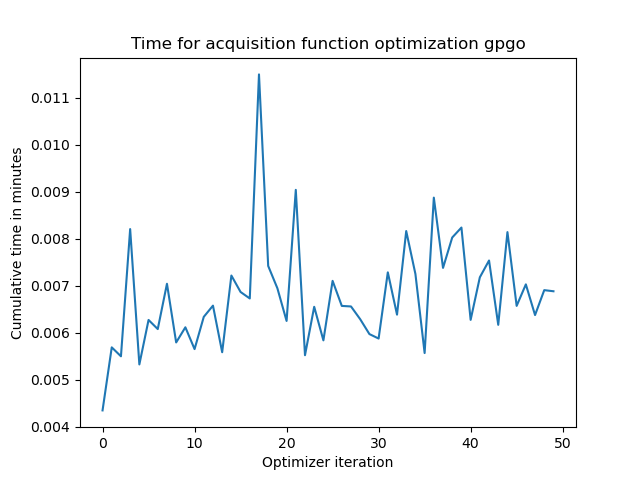 Time for acquisition function optimization gpgo
Cumulative time in minutes
0.011
0.010
0.009
0.008
0.007
0.006
0.005
0.004
0 10 20 30 40 50
Optimizer iteration